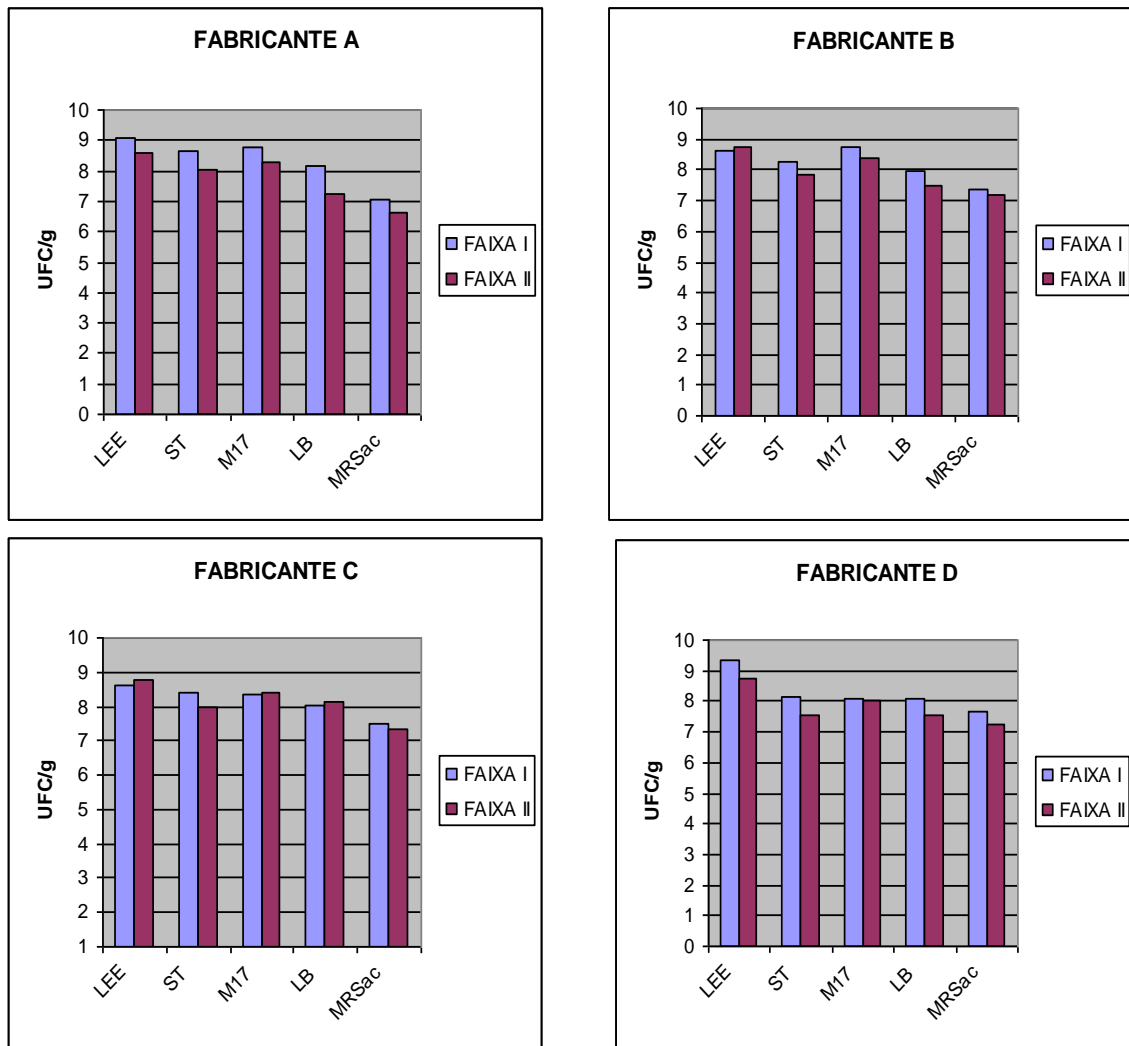 FABRICANTE A
10
9
8
7
6
5
4
3
2
1
0
UFC/g
LEE
ST
M17
LB
MRSac
FAIXA I
FAIXA II
FABRICANTE B
10
9
8
7
6
5
4
3
2
1
0
UFC/g
LEE
ST
M17
LB
MRSac
FAIXA I
FAIXA II
FABRICANTE C
10
9
8
7
6
5
4
3
2
1
UFC/g
LEE
ST
M17
LB
MRSac
FAIXA I
FAIXA II
FABRICANTE D
10
9
8
7
6
5
4
3
2
1
0
UFC/g
LEE
ST
M17
LB
MRSac
FAIXA I
FAIXA II